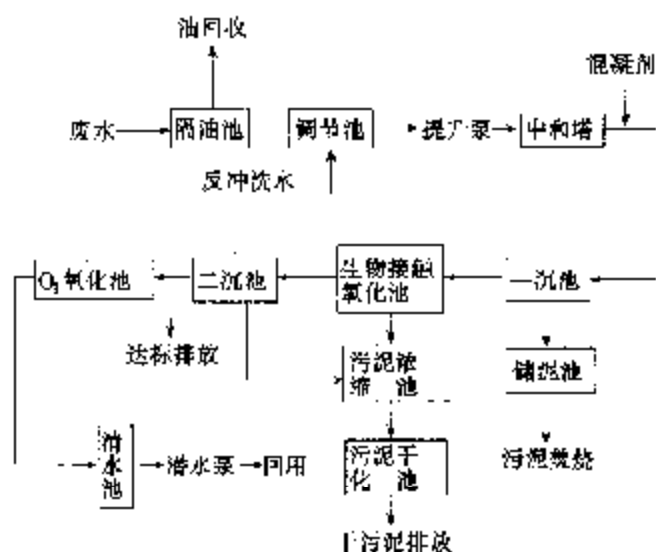 油回收
混凝剂
废水
隔油池
调节池
提升泵
中和塔
反冲洗水
O₃氧化池
二沉池
生物接触
氧化池
一沉池
达标排放
污泥浓
缩 池
储泥池
清
水
池
潜水泵
回用
污泥干
化 池
污泥焚烧
干污泥排放